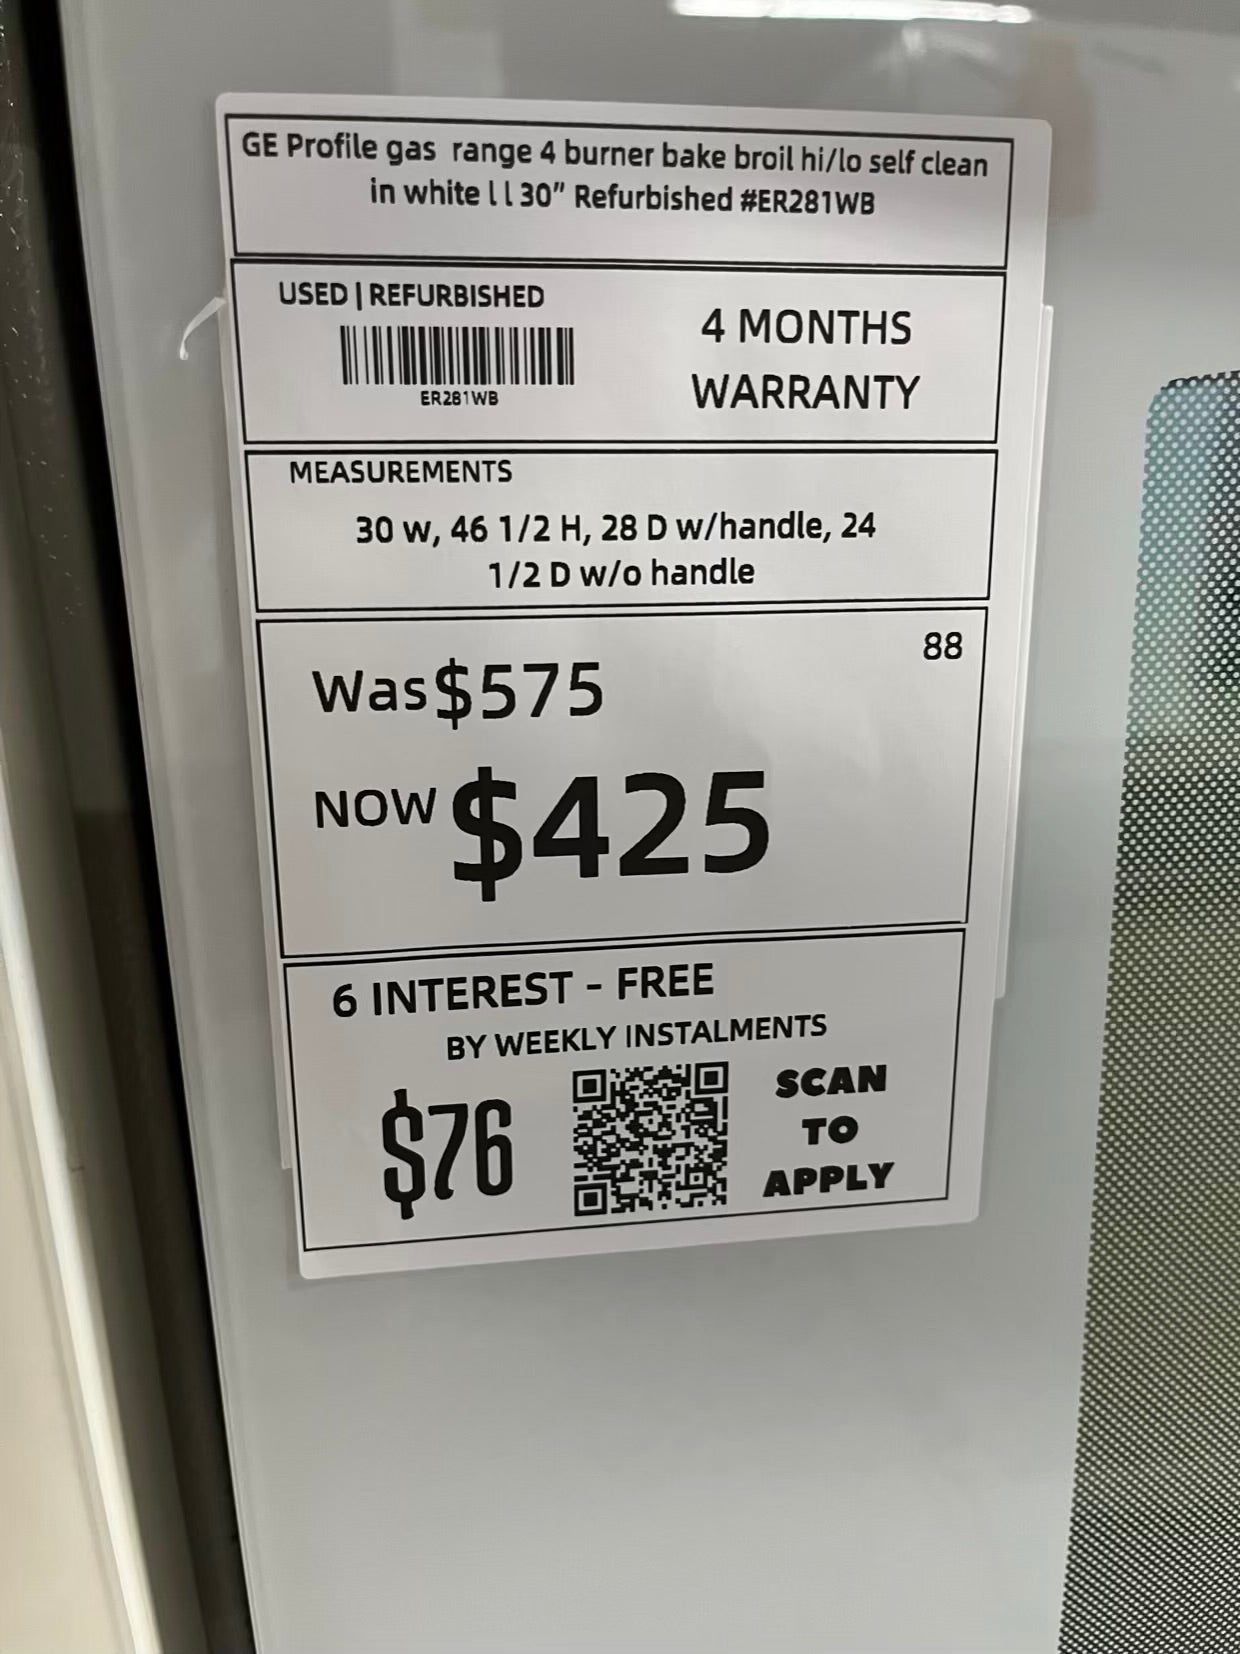 GE Profile gas range 4 burner bake broil hi/lo self clean
in white l l 30" Refurbished #ER281WB
USED | REFURBISHED
ER281WB
4 MONTHS
WARRANTY
MEASUREMENTS
30 w, 46 1/2 H, 28 D w/handle, 24
1/2 D w/o handle
88
Was $575
NOW $425
6 INTEREST - FREE
BY WEEKLY INSTALMENTS
$76
SCAN
TO
APPLY